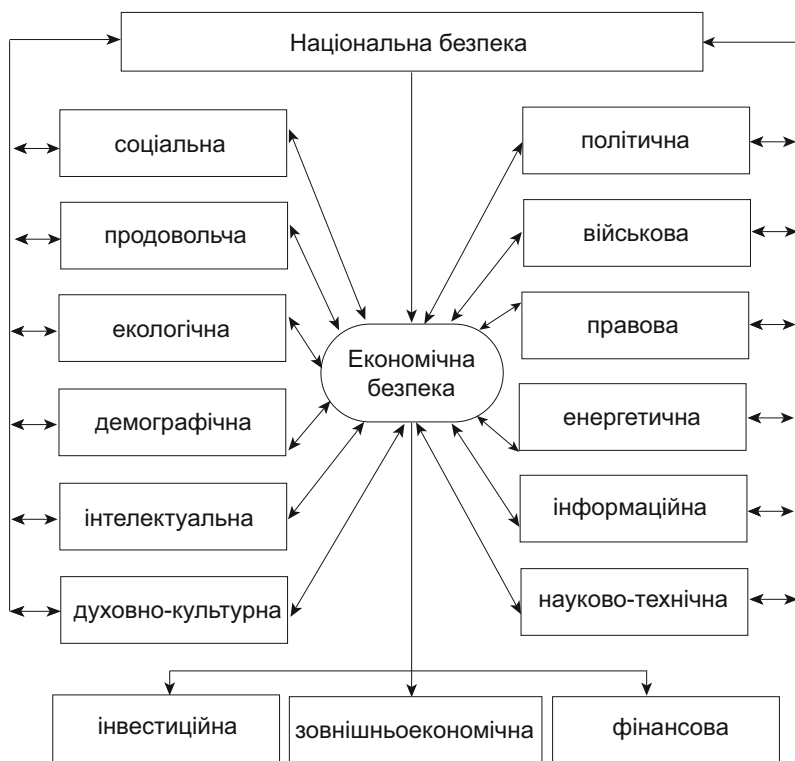 Національна безпека
соціальна
політична
продовольча
військова
екологічна
правова
Економічна
безпека
демографічна
енергетична
інтелектуальна
інформаційна
духовно-культурна
науково-технічна
інвестиційна
зовнішньоекономічна
фінансова